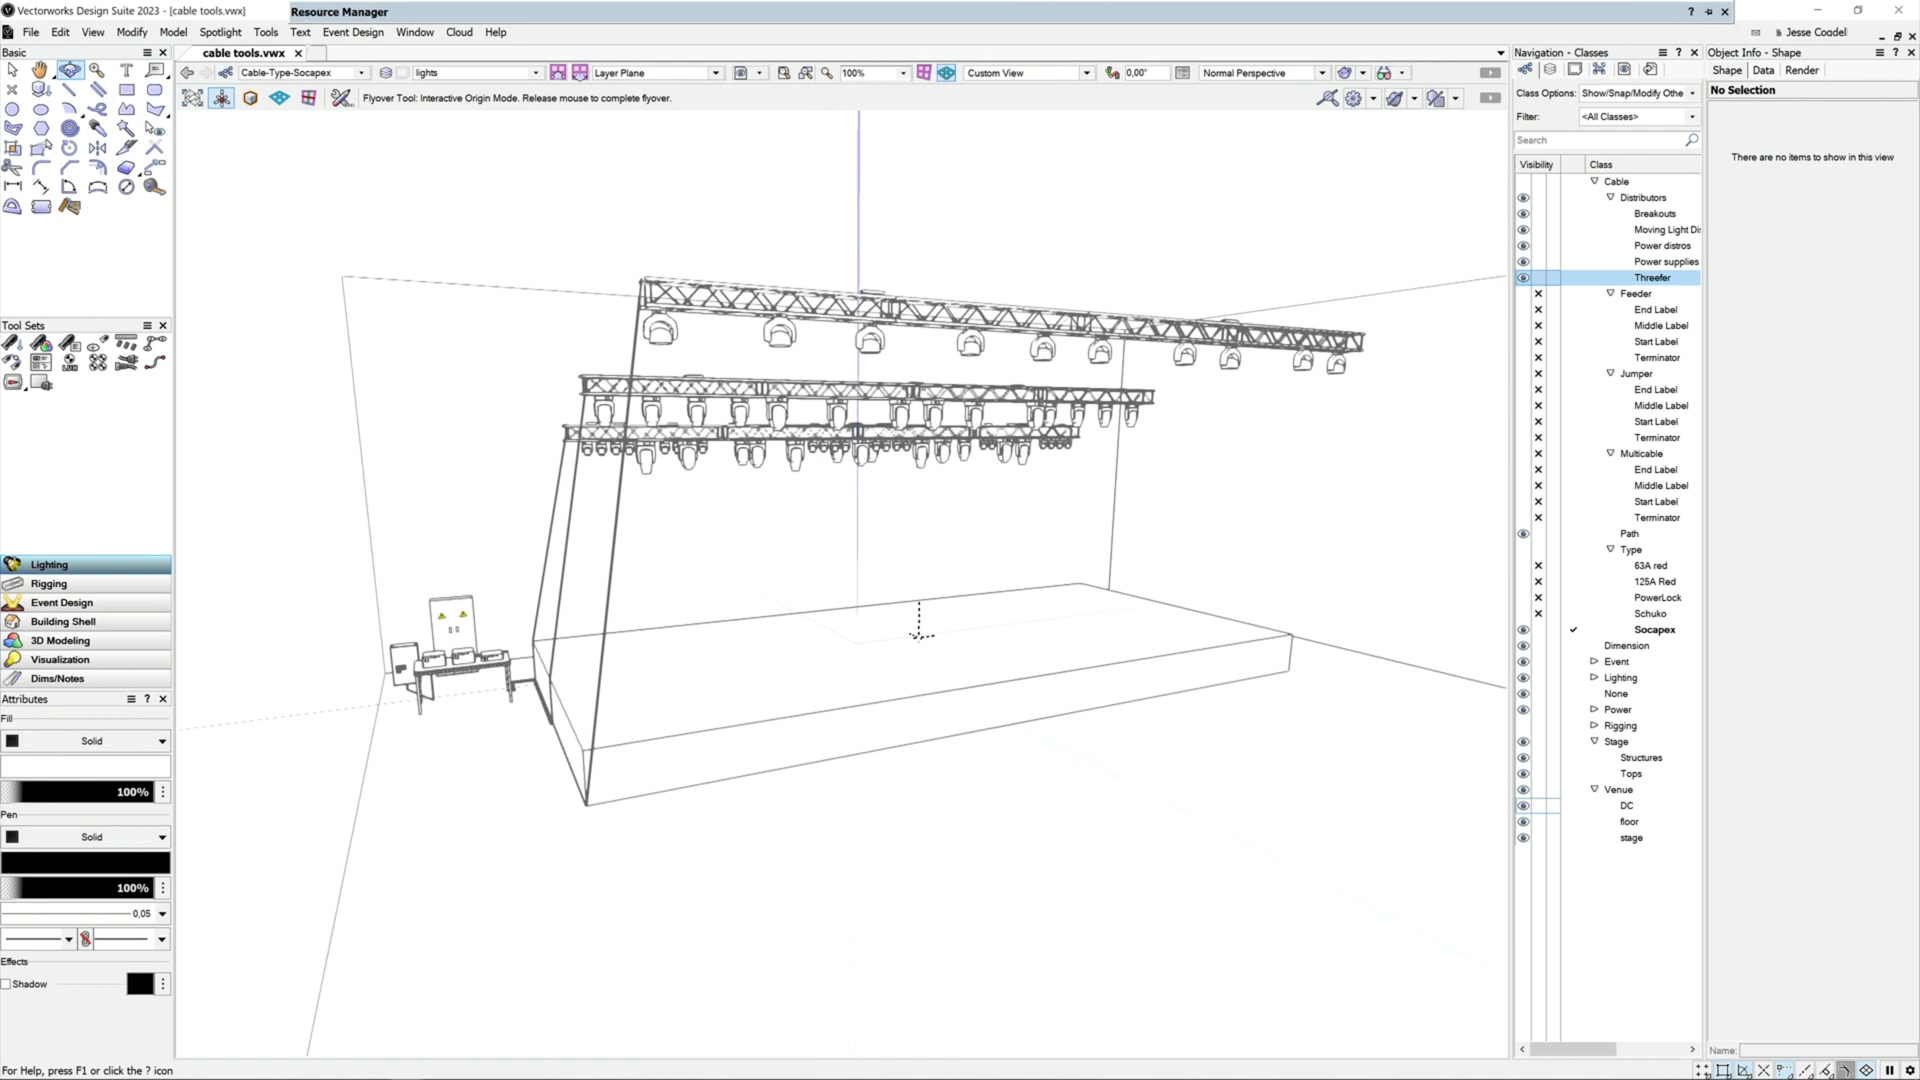 Vectorworks Design Suite 2023 - [cable tools.vwx]
Resource Manager
File Edit View Modify Model Spotlight Tools Text Event Design Window Cloud Help
Jesse Coadel
Basic
cable tools.vwx
Navigation - Classes
Object Info - Shape
Cable-Type-Socapex
lights
Layer Plane
100%
Custom View
0,00°
Normal Perspective
Shape Data Render
Flyover Tool: Interactive Origin Mode. Release mouse to complete flyover.
Class Options: Show/Snap/Modify Othe
No Selection
Filter: <All Classes>
Search
There are no items to show in this view
Visibility Class
Cable
Distributors
Breakouts
Moving Light Di
Power distros
Power supplies
Threefer
Feeder
End Label
Middle Label
Start Label
Terminator
Jumper
End Label
Middle Label
Start Label
Terminator
Multicable
End Label
Middle Label
Start Label
Terminator
Path
Type
63A red
125A Red
PowerLock
Schuko
Socapex
Dimension
Event
Lighting
None
Power
Rigging
Stage
Structures
Tops
Venue
DC
floor
stage
Tool Sets
LUX
Lighting
Rigging
Event Design
Building Shell
3D Modeling
Visualization
Dims/Notes
Attributes
Fill
Solid
100%
Pen
Solid
100%
0,05
Effects
Shadow
Name:
For Help, press F1 or click the ? icon